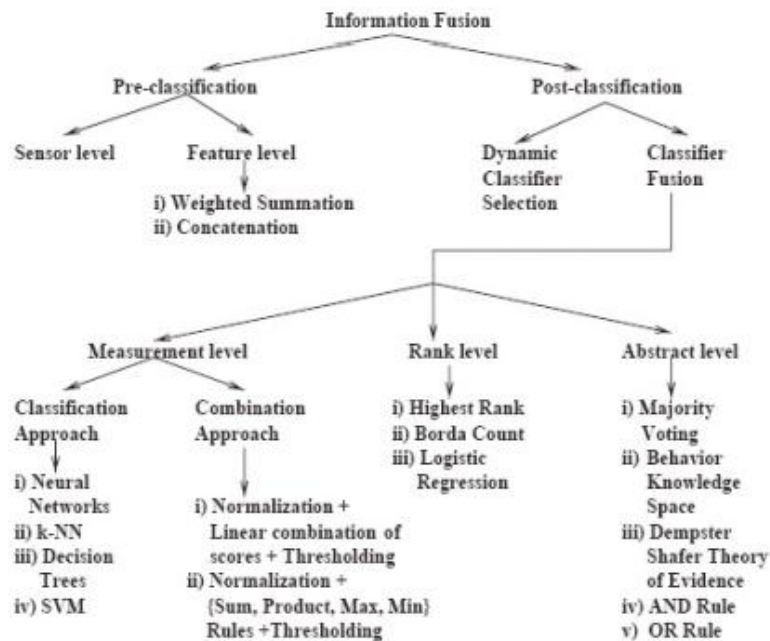 Information Fusion
Pre-classification
Post-classification
Sensor level
Feature level
i) Weighted Summation
ii) Concatenation
Dynamic
Classifier
Selection
Classifier
Fusion
Measurement level
Rank level
Abstract level
Classification
Approach
i) Neural
Networks
ii) k-NN
iii) Decision
Trees
iv) SVM
Combination
Approach
i) Normalization +
Linear combination of
scores + Thresholding
ii) Normalization +
{Sum, Product, Max, Min}
Rules +Thresholding
i) Highest Rank
ii) Borda Count
iii) Logistic
Regression
i) Majority
Voting
ii) Behavior
Knowledge
Space
iii) Dempster
Shafer Theory
of Evidence
iv) AND Rule
v) OR Rule